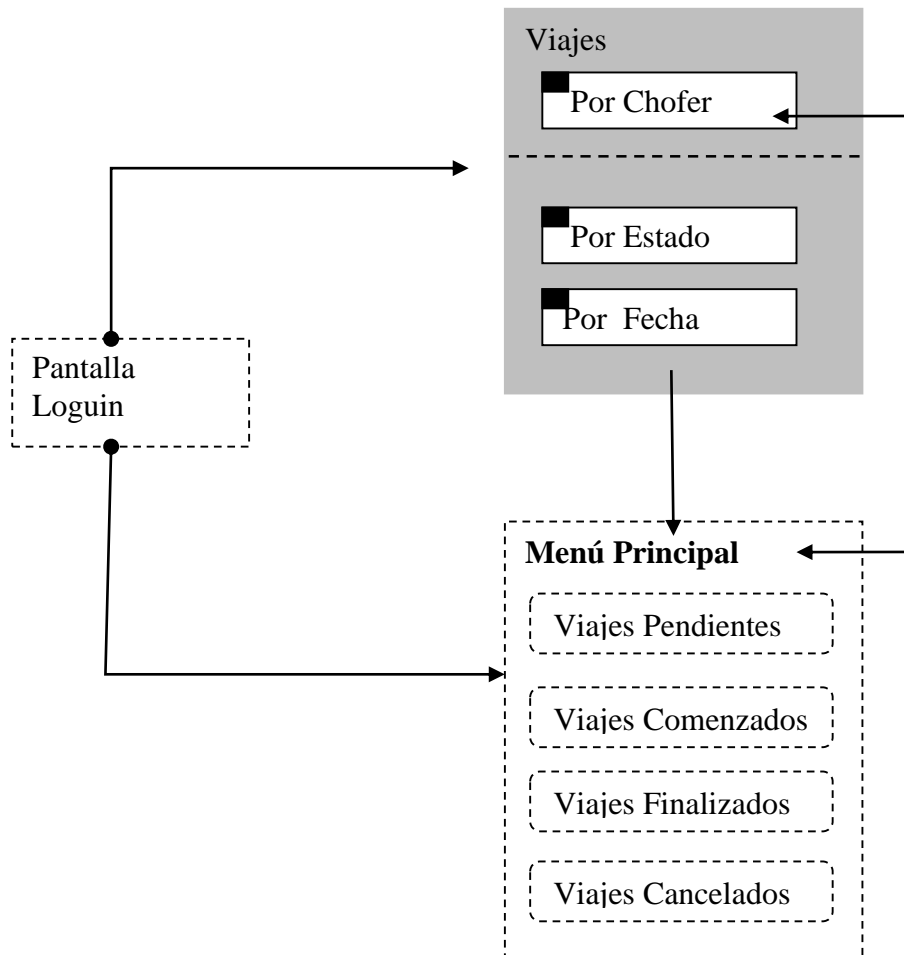 Viajes
Por Chofer
Por Estado
Por Fecha
Pantalla
Loguin
Menú Principal
Viajes Pendientes
Viajes Comenzados
Viajes Finalizados
Viajes Cancelados